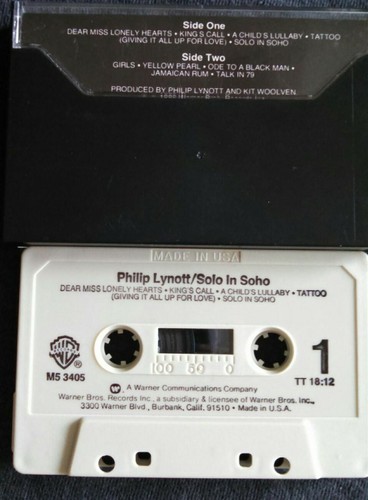 Side One
DEAR MISS LONELY HEARTS • KING'S CALL • A CHILD'S LULLABY • TATTOO
(GIVING IT ALL UP FOR LOVE) • SOLO IN SOHO
Side Two
GIRLS • YELLOW PEARL • ODE TO A BLACK MAN •
JAMAICAN RUM • TALK IN 79
PRODUCED BY PHILIP LYNOTT AND KIT WOOLVEN
MADE IN USA
Philip Lynott/Solo in Soho
DEAR MISS LONELY HEARTS • KING'S CALL • A CHILD'S LULLABY • TATTOO
(GIVING IT ALL UP FOR LOVE) • SOLO IN SOHO
WB ®
M5 3405
100 50 0
1
TT 18:12
A Warner Communications Company
Warner Bros. Records Inc., a subsidiary & licensee of Warner Bros. Inc.,
3300 Warner Blvd., Burbank, Calif. 91510 • Made in U.S.A.